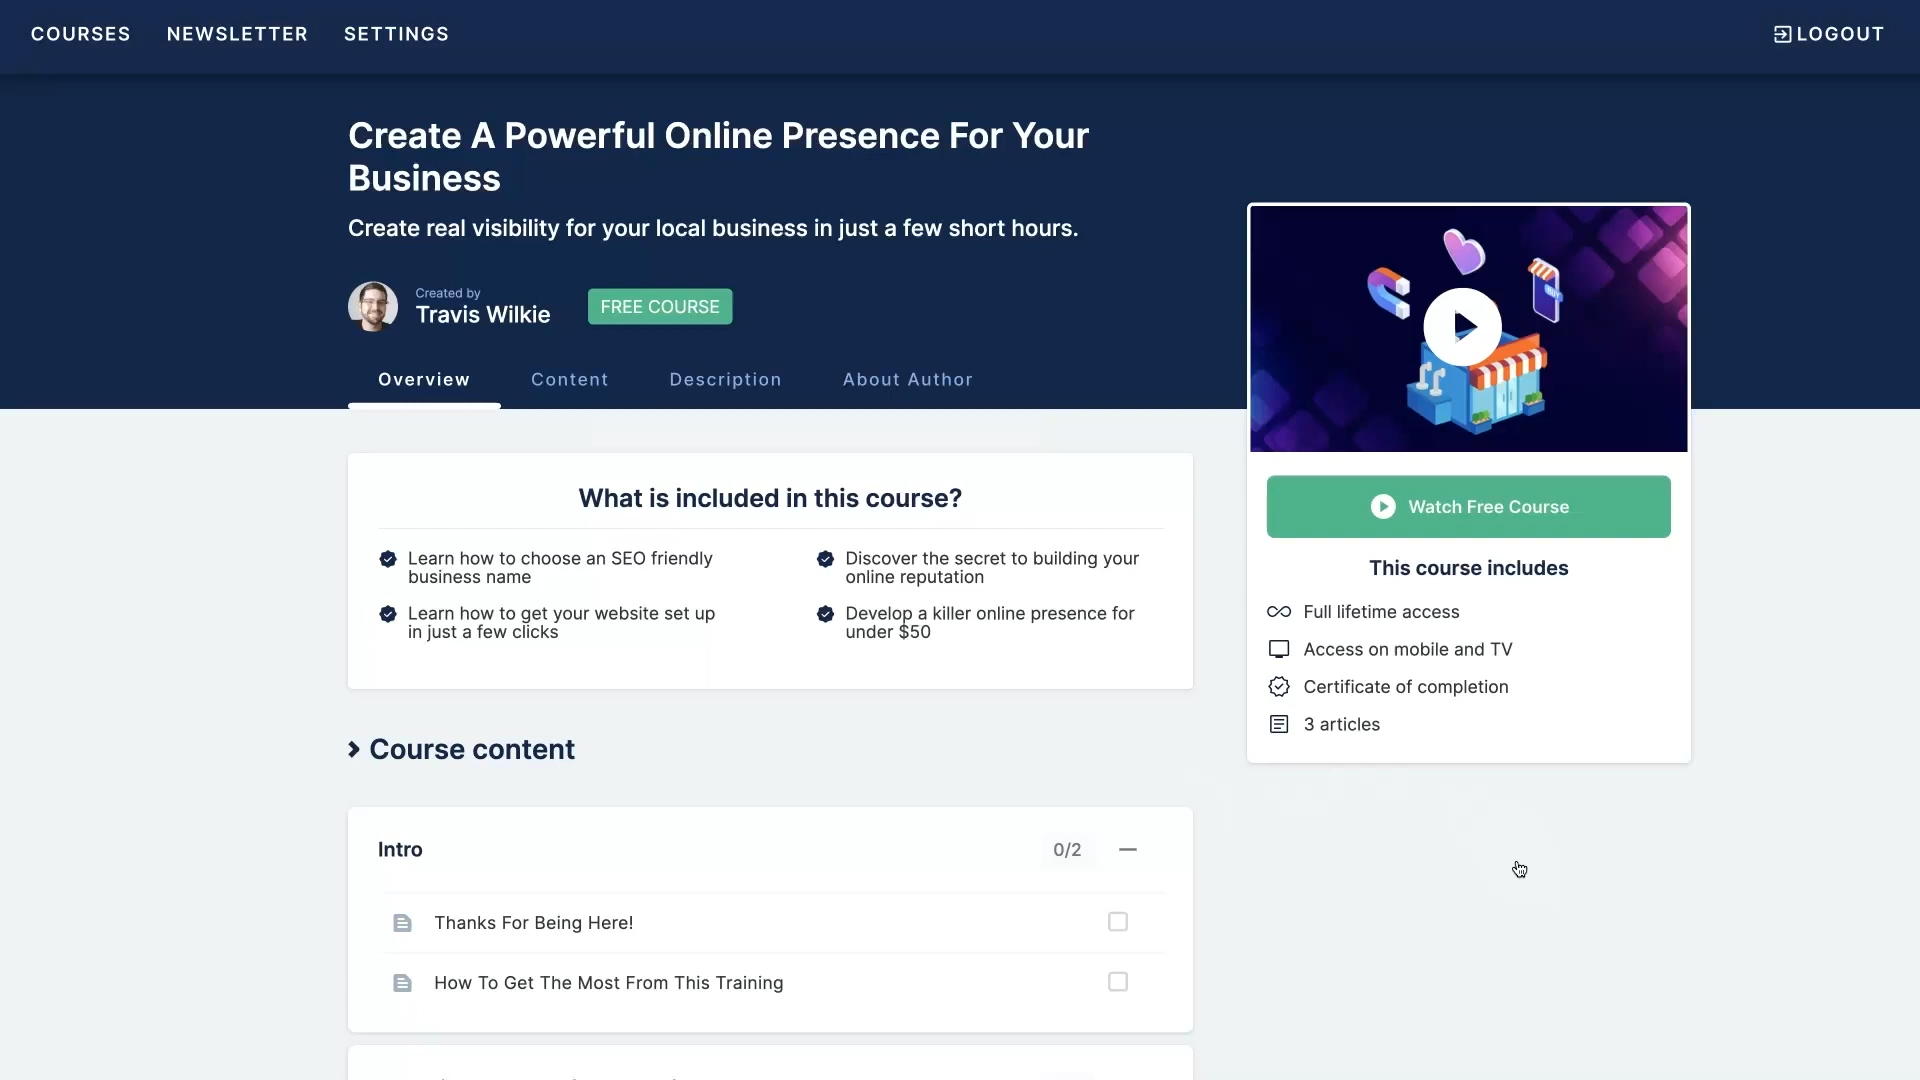 COURSES NEWSLETTER SETTINGS LOGOUT
Create A Powerful Online Presence For Your
Business
Create real visibility for your local business in just a few short hours.
Created by
Travis Wilkie
FREE COURSE
Overview Content Description About Author
What is included in this course?
Learn how to choose an SEO friendly
business name
Discover the secret to building your
online reputation
Learn how to get your website set up
in just a few clicks
Develop a killer online presence for
under $50
Watch Free Course
This course includes
Full lifetime access
Access on mobile and TV
Certificate of completion
3 articles
Course content
Intro 0/2
Thanks For Being Here!
How To Get The Most From This Training